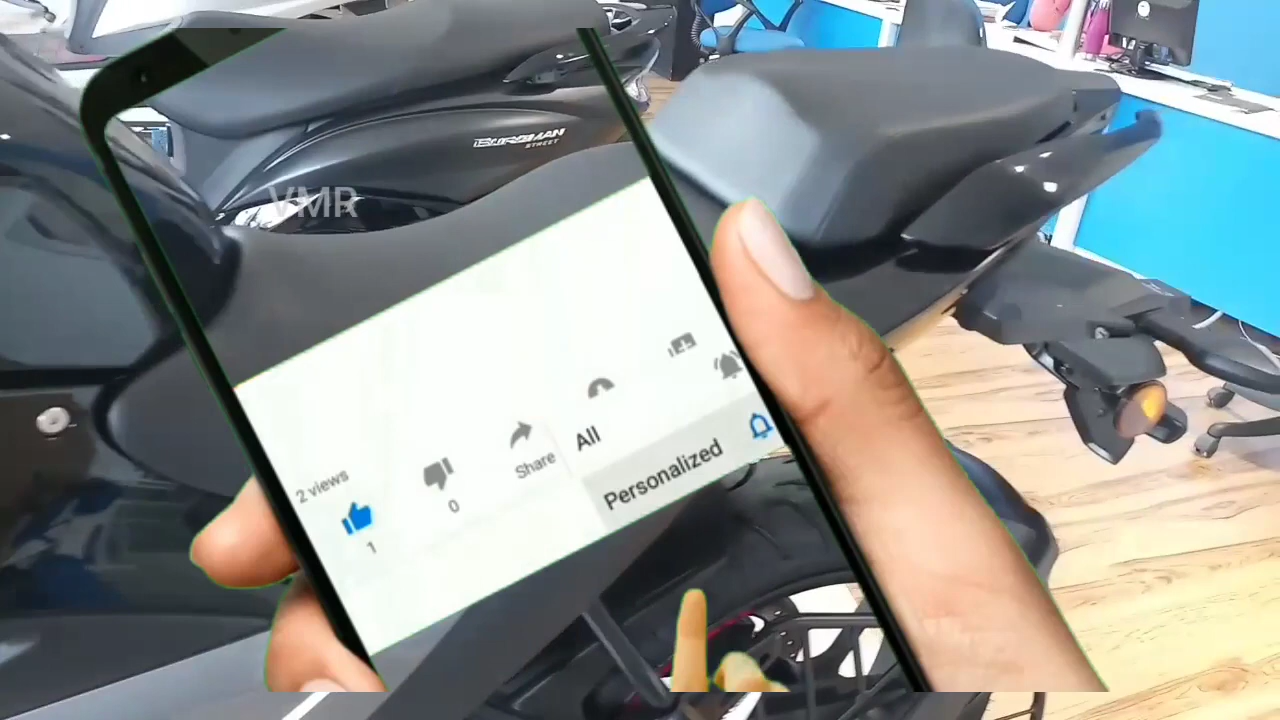 BURGMAN
STREET
VMR
2 views
1
0
Share
All
Personalized